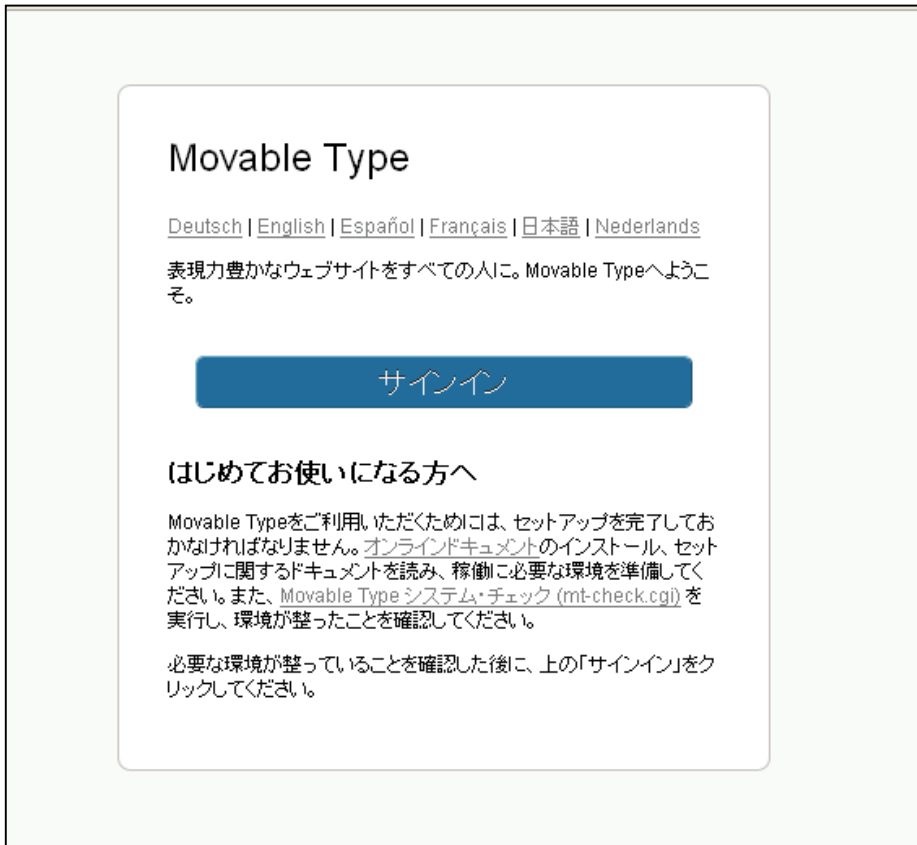 Movable Type
Deutsch | English | Español | Français | 日本語 | Nederlands
表現力豊かなウェブサイトをすべての人に。Movable Typeへようこ
そ。
サインイン
はじめてお使いになる方へ
Movable Typeをご利用いただくためには、セットアップを完了してお
かなければなりません。オンラインドキュメントのインストール、セット
アップに関するドキュメントを読み、稼働に必要な環境を準備してく
ださい。また、Movable Type システム・チェック (mt-check.cgi) を
実行し、環境が整ったことを確認してください。
必要な環境が整っていることを確認した後に、上の「サインイン」をク
リックしてください。